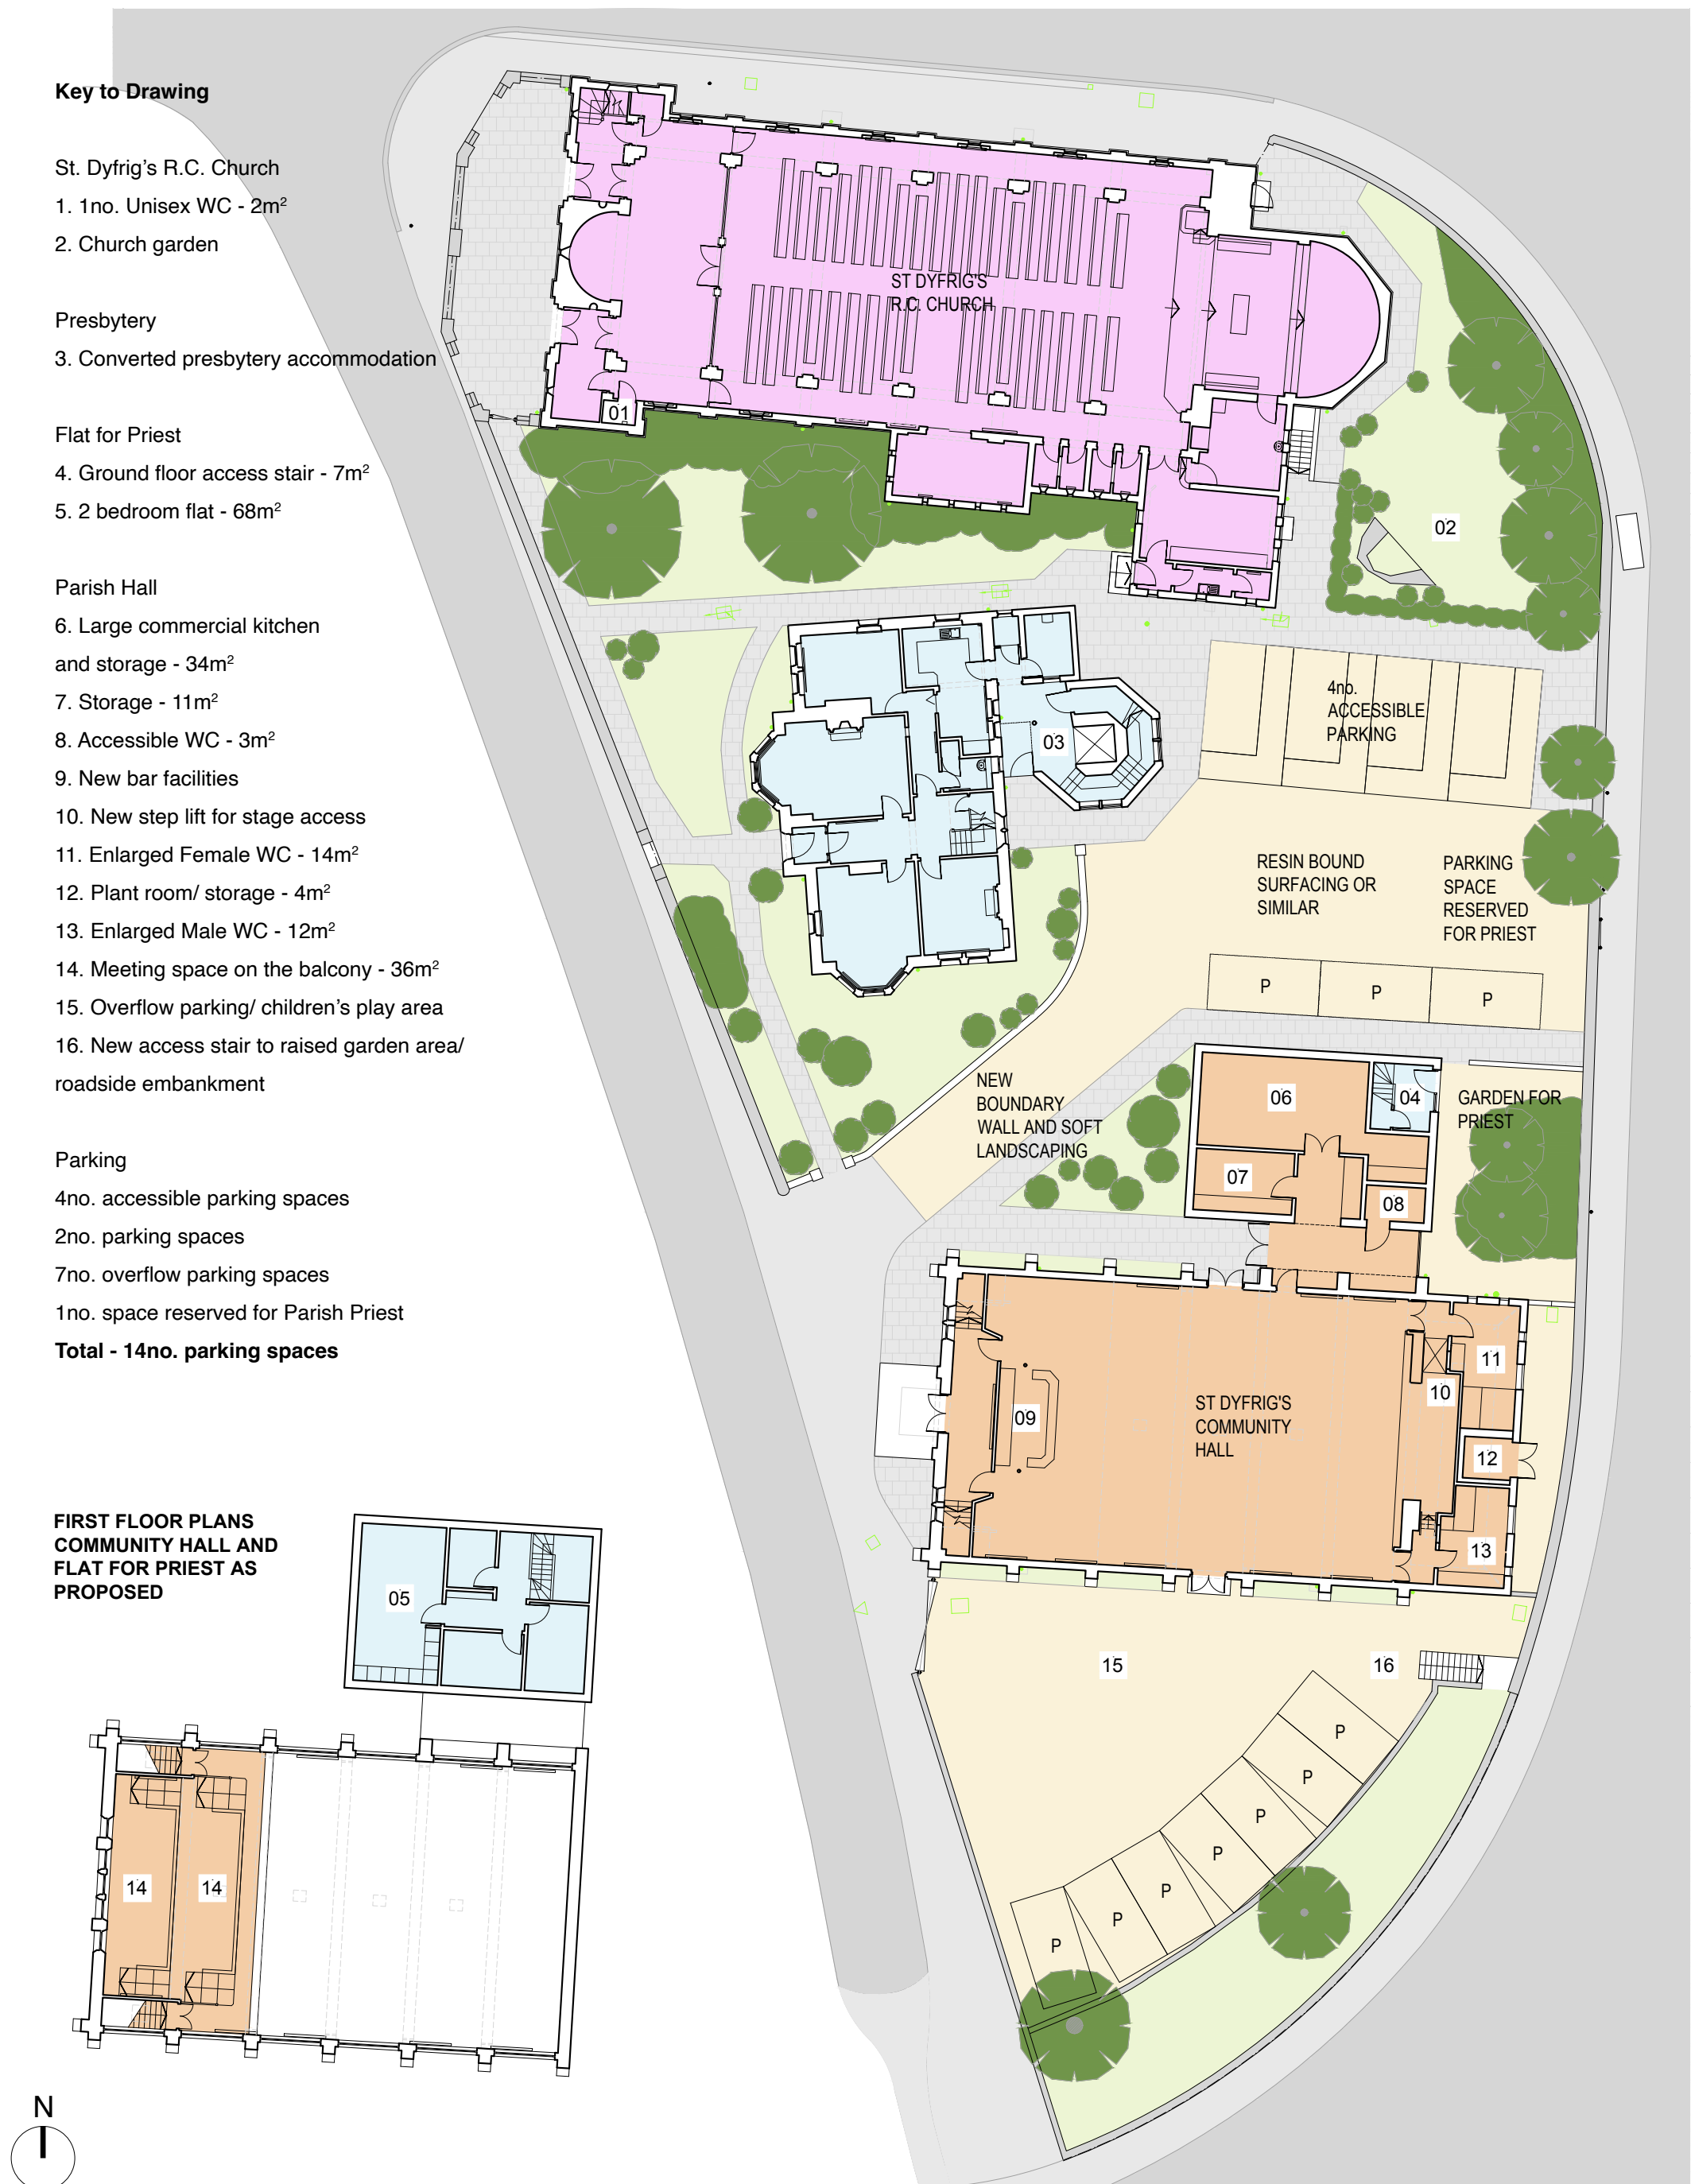 Key to Drawing
St. Dyfrig's R.C. Church
1. 1no. Unisex WC - 2m²
2. Church garden
Presbytery
3. Converted presbytery accommodation
Flat for Priest
4. Ground floor access stair - 7m²
5. 2 bedroom flat - 68m²
Parish Hall
6. Large commercial kitchen
and storage - 34m²
7. Storage - 11m²
8. Accessible WC - 3m²
9. New bar facilities
10. New step lift for stage access
11. Enlarged Female WC - 14m²
12. Plant room/ storage - 4m²
13. Enlarged Male WC - 12m²
14. Meeting space on the balcony - 36m²
15. Overflow parking/ children's play area
16. New access stair to raised garden area/
roadside embankment
Parking
4no. accessible parking spaces
2no. parking spaces
7no. overflow parking spaces
1no. space reserved for Parish Priest
Total - 14no. parking spaces
FIRST FLOOR PLANS
COMMUNITY HALL AND
FLAT FOR PRIEST AS
PROPOSED
05
14
14
N
ST DYFRIG'S
R.C. CHURCH
01
02
4no.
ACCESSIBLE
PARKING
03
RESIN BOUND
SURFACING OR
SIMILAR
PARKING
SPACE
RESERVED
FOR PRIEST
P
P
P
NEW
BOUNDARY
WALL AND SOFT
LANDSCAPING
06
04
GARDEN FOR
PRIEST
07
08
11
10
09
ST DYFRIG'S
COMMUNITY
HALL
12
13
15
16
P
P
P
P
P
P
P